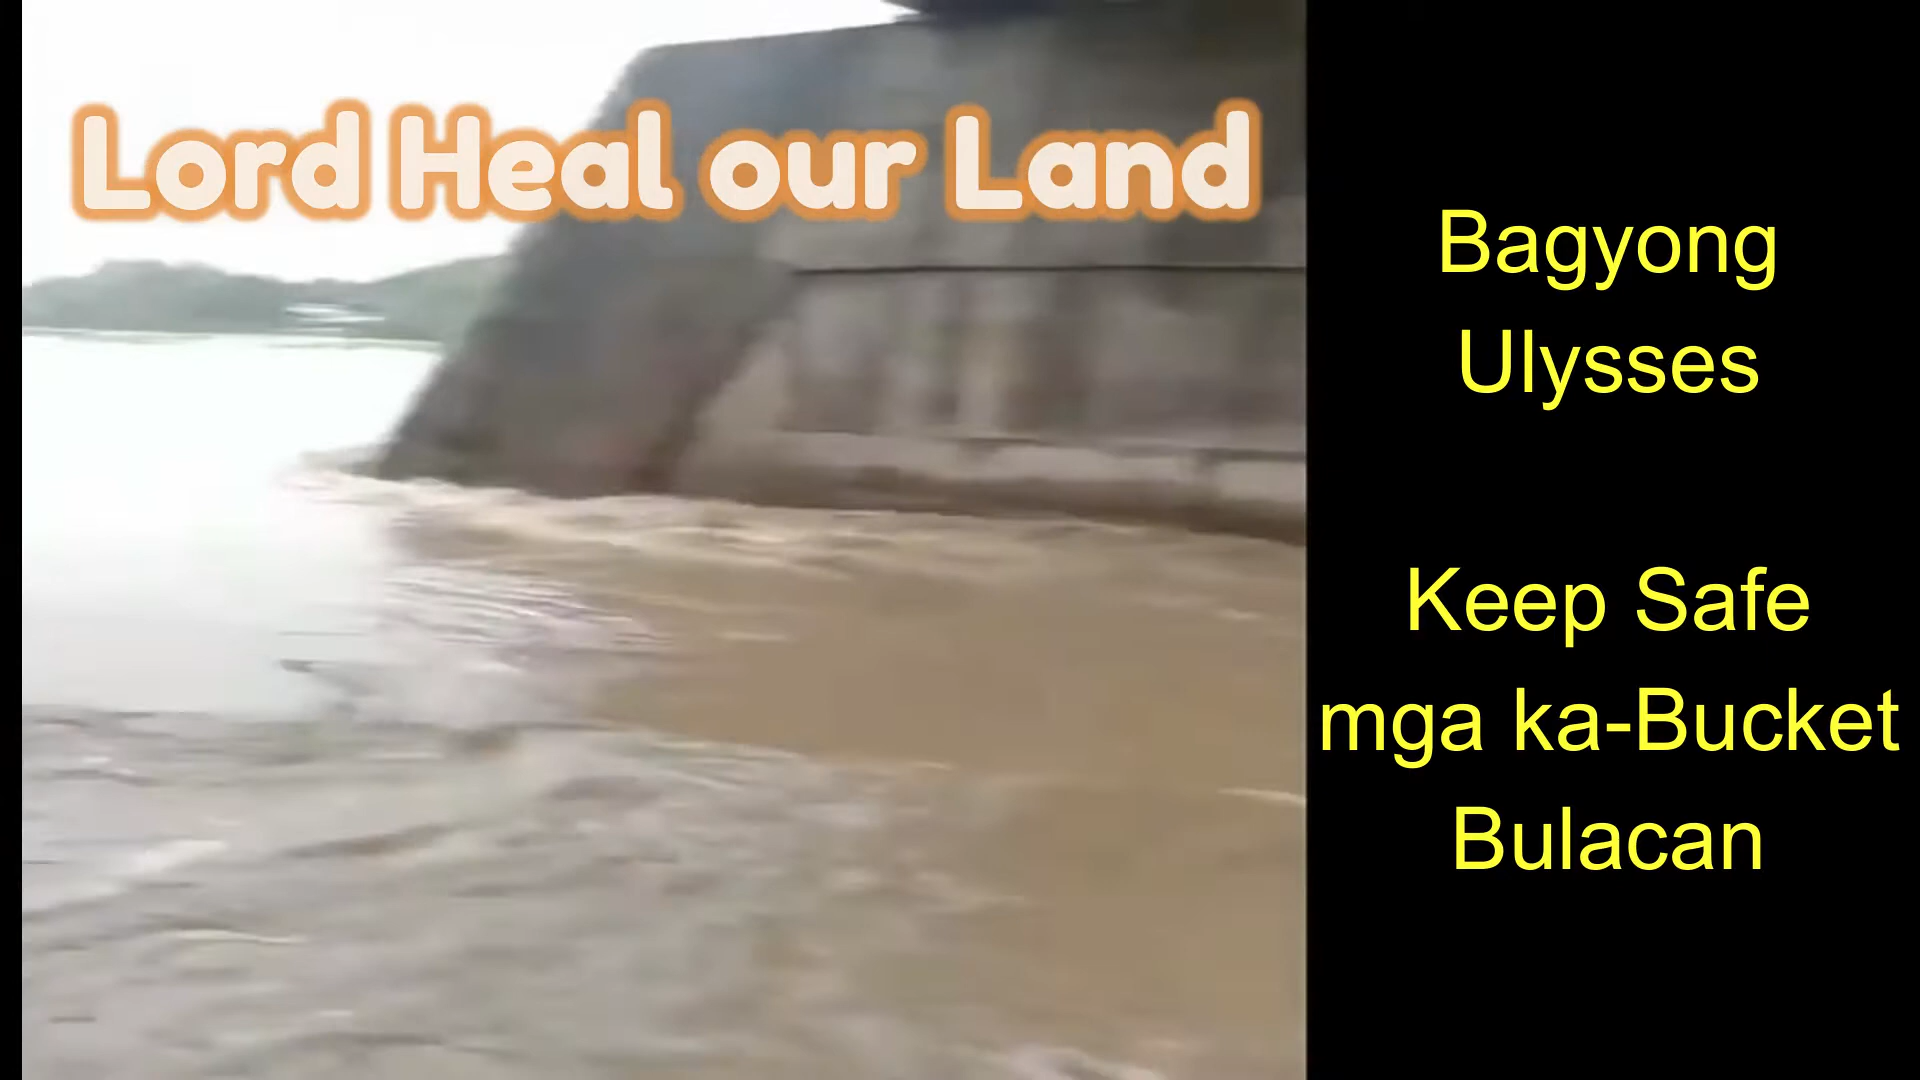 Lord Heal our Land
Bagyong
Ulysses
Keep Safe
mga ka-Bucket
Bulacan